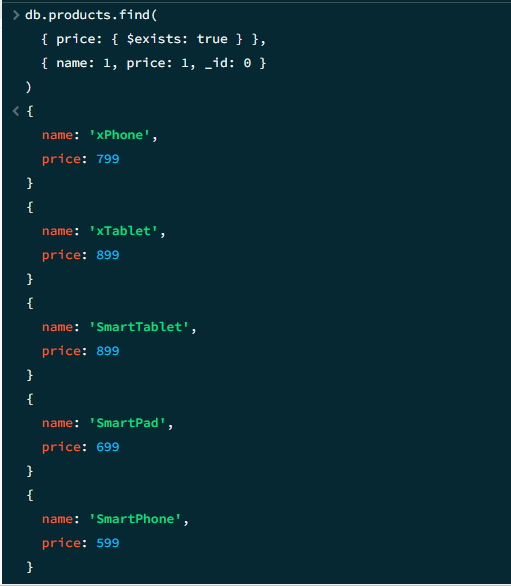 > db.products.find(
{ price: { $exists: true } },
{ name: 1, price: 1, _id: 0 }
)
< {
name: 'xPhone',
price: 799
}
{
name: 'xTablet',
price: 899
}
{
name: 'SmartTablet',
price: 899
}
{
name: 'SmartPad',
price: 699
}
{
name: 'SmartPhone',
price: 599
}